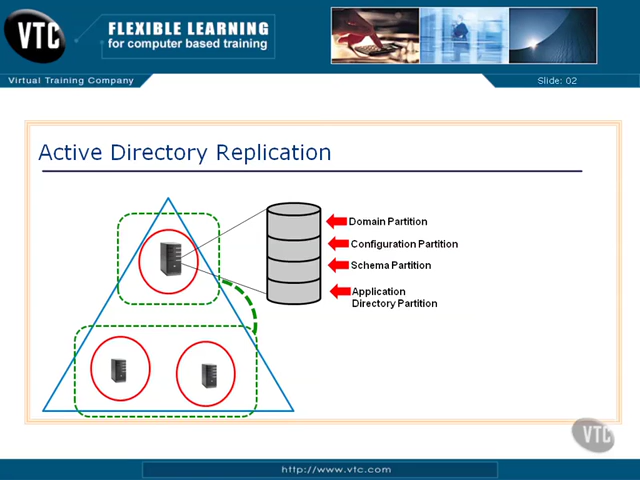 VTC
FLEXIBLE LEARNING
for computer based training
Virtual Training Company
Slide: 02
Active Directory Replication
Domain Partition
Configuration Partition
Schema Partition
Application
Directory Partition
VTC
http://www.vtc.com